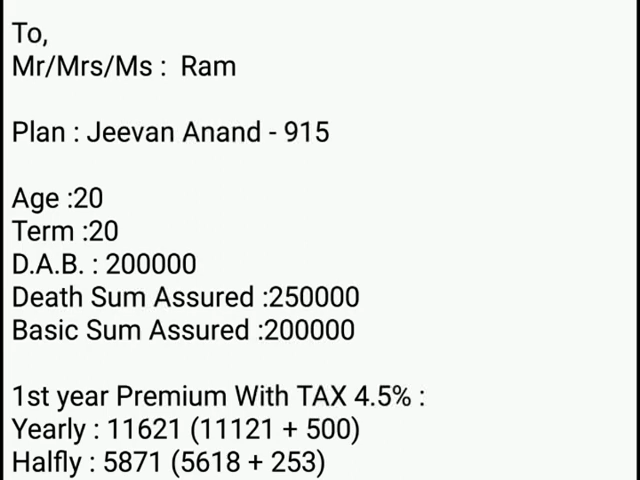 To,
Mr/Mrs/Ms : Ram
Plan : Jeevan Anand - 915
Age :20
Term :20
D.A.B. : 200000
Death Sum Assured :250000
Basic Sum Assured :200000
1st year Premium With TAX 4.5% :
Yearly : 11621 (11121 + 500)
Halfly : 5871 (5618 + 253)